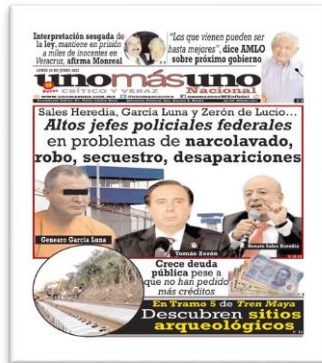 Interpretación sesgada de
la ley, mantiene en prisión
a miles de inocentes en
Veracruz, afirma Monreal
"Los que vienen pueden ser
hasta mejores", dice AMLO
sobre próximo gobierno
unomásuno
CRÍTICO Y VERAZ
Nacional
Sales Heredia, García Luna y Zerón de Lucio...
Altos jefes policiales federales
en problemas de narcolavado,
robo, secuestro, desapariciones
Genearo García Luna
Tomás Zerón
Renato Sales Heredia
Crece deuda
pública pese a
que no han pedido
más créditos
En Tramo 5 de Tren Maya
Descubren sitios
arqueológicos